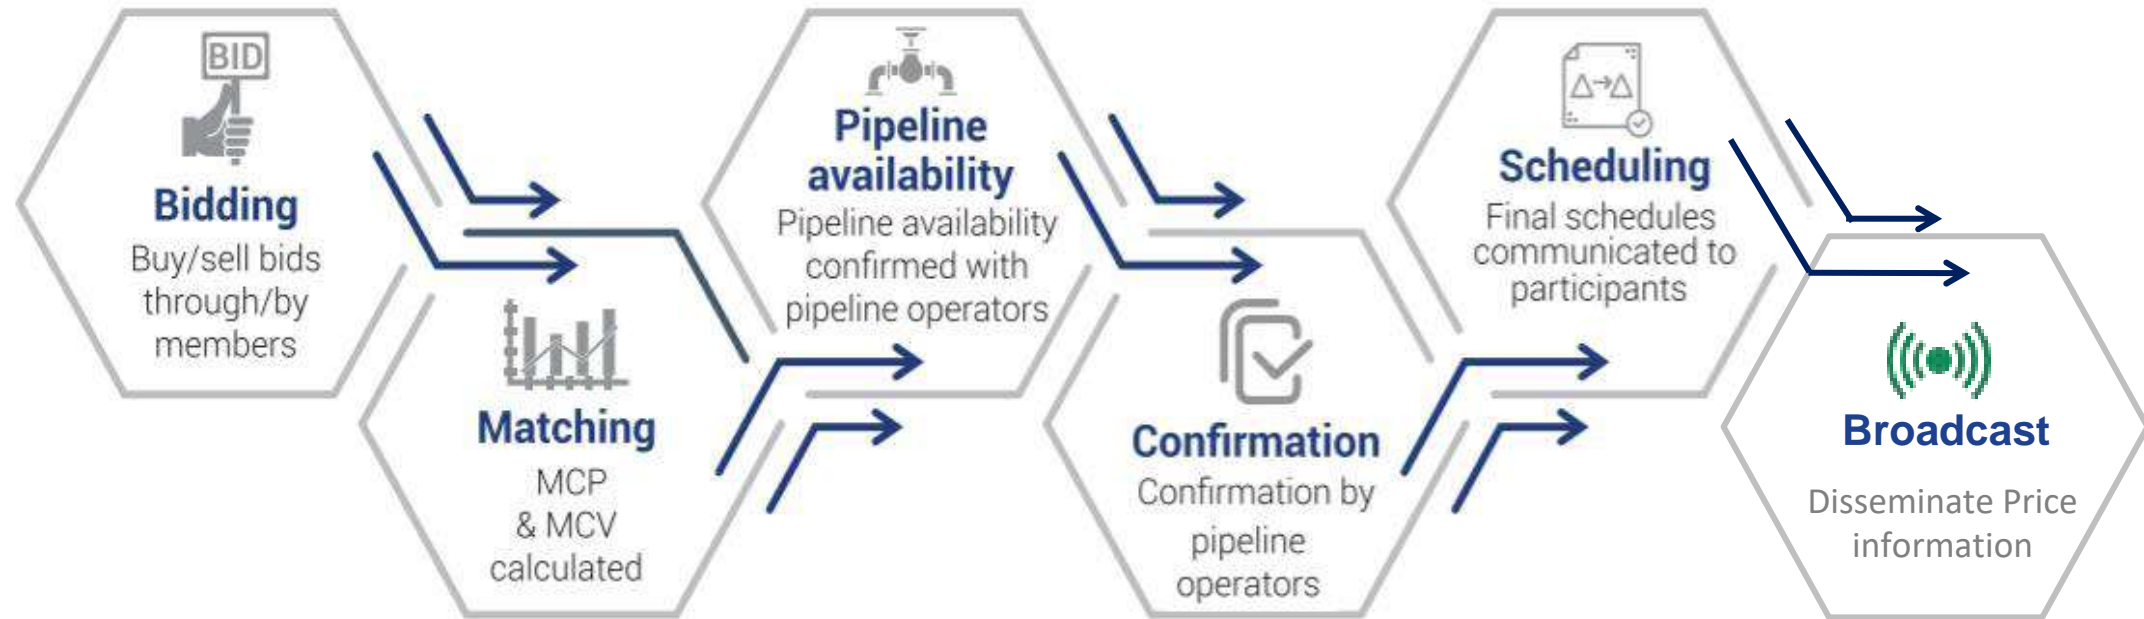 BID
Bidding
Buy/sell bids
through/by
members
Matching
MCP
& MCV
calculated
Pipeline
availability
Pipeline availability
confirmed with
pipeline operators
Confirmation
Confirmation by
pipeline
operators
Scheduling
Final schedules
communicated to
participants
Broadcast
Disseminate Price
information